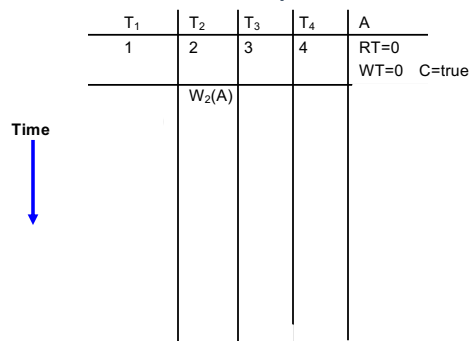 T₁ T₂ T₃ T₄ A
1 2 3 4 RT=0
WT=0 C=true
W₂(A)
Time